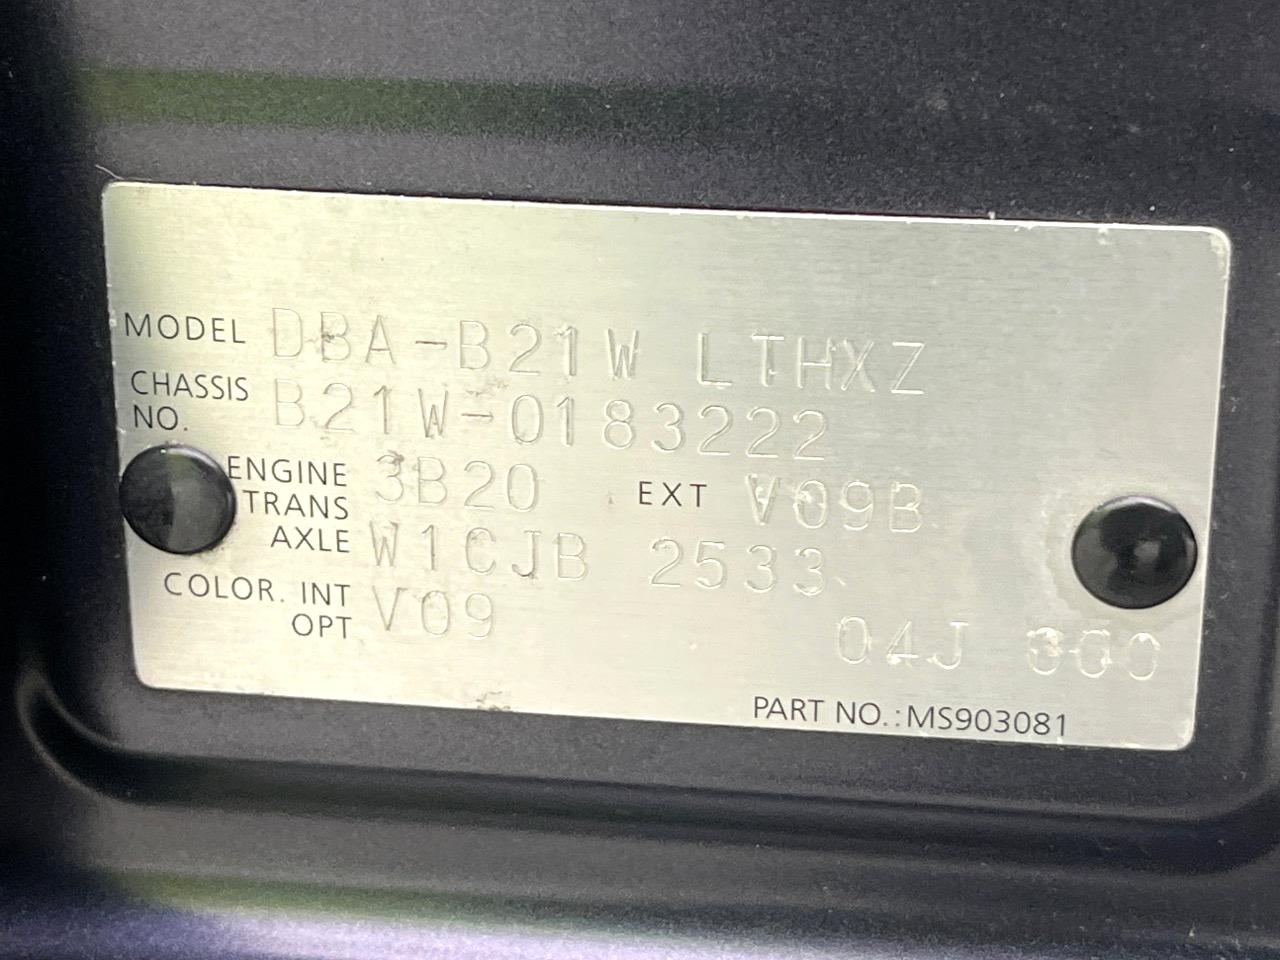 MODEL DBA-B21W LTHXZ
CHASSIS NO. B21W-0183222
ENGINE 3B20 EXT V09B
TRANS AXLE W1CJB 2533
COLOR. INT V09
OPT 04J 000
PART NO.:MS903081